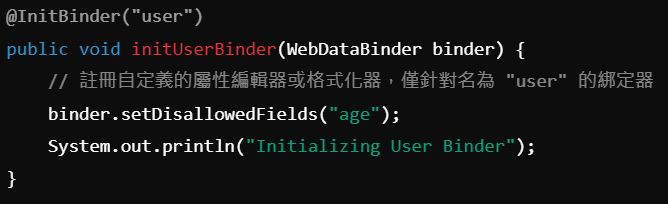 @InitBinder("user")
public void initUserBinder(WebDataBinder binder) {
// 註冊自定義的屬性編輯器或格式化器，僅針對名為 "user" 的綁定器
binder.setDisallowedFields("age");
System.out.println("Initializing User Binder");
}